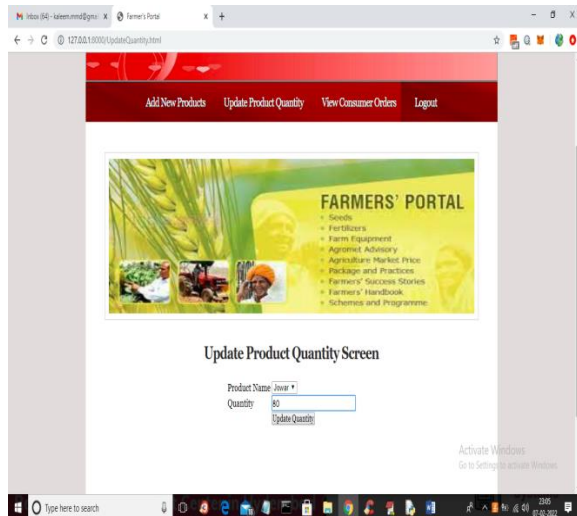 Inbox (64) - kaleem.mmd@gmai
Farmer's Portal
127.0.0.1:8000/UpdateQuantity.html
Add New Products Update Product Quantity View Consumer Orders Logout
FARMERS' PORTAL
Seeds
Fertilizers
Farm Equipment
Agromet Advisory
Agriculture Market Price
Package and Practices
Farmers' Success Stories
Farmers' Handbook
Schemes and Programme
Update Product Quantity Screen
Product Name Jowar
Quantity 80
Update Quantity
Activate Windows
Go to Settings to activate Windows.
Type here to search
23:05
07-02-2022